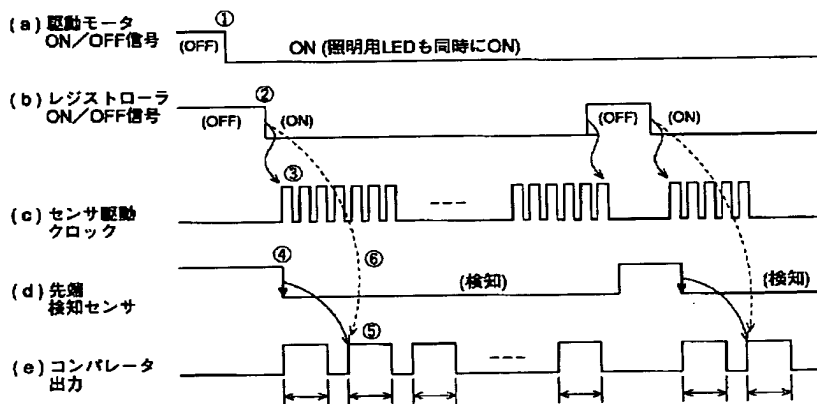 ①
(a) 駆動モータ
ON/OFF信号
(OFF)
ON (照明用LEDも同時にON)
(b) レジストローラ
ON/OFF信号
(OFF)
②
(ON)
(OFF)
(ON)
③
(c) センサ駆動
クロック
④
⑥
(d) 先端
検知センサ
(検知)
(検知)
⑤
(e) コンパレータ
出力